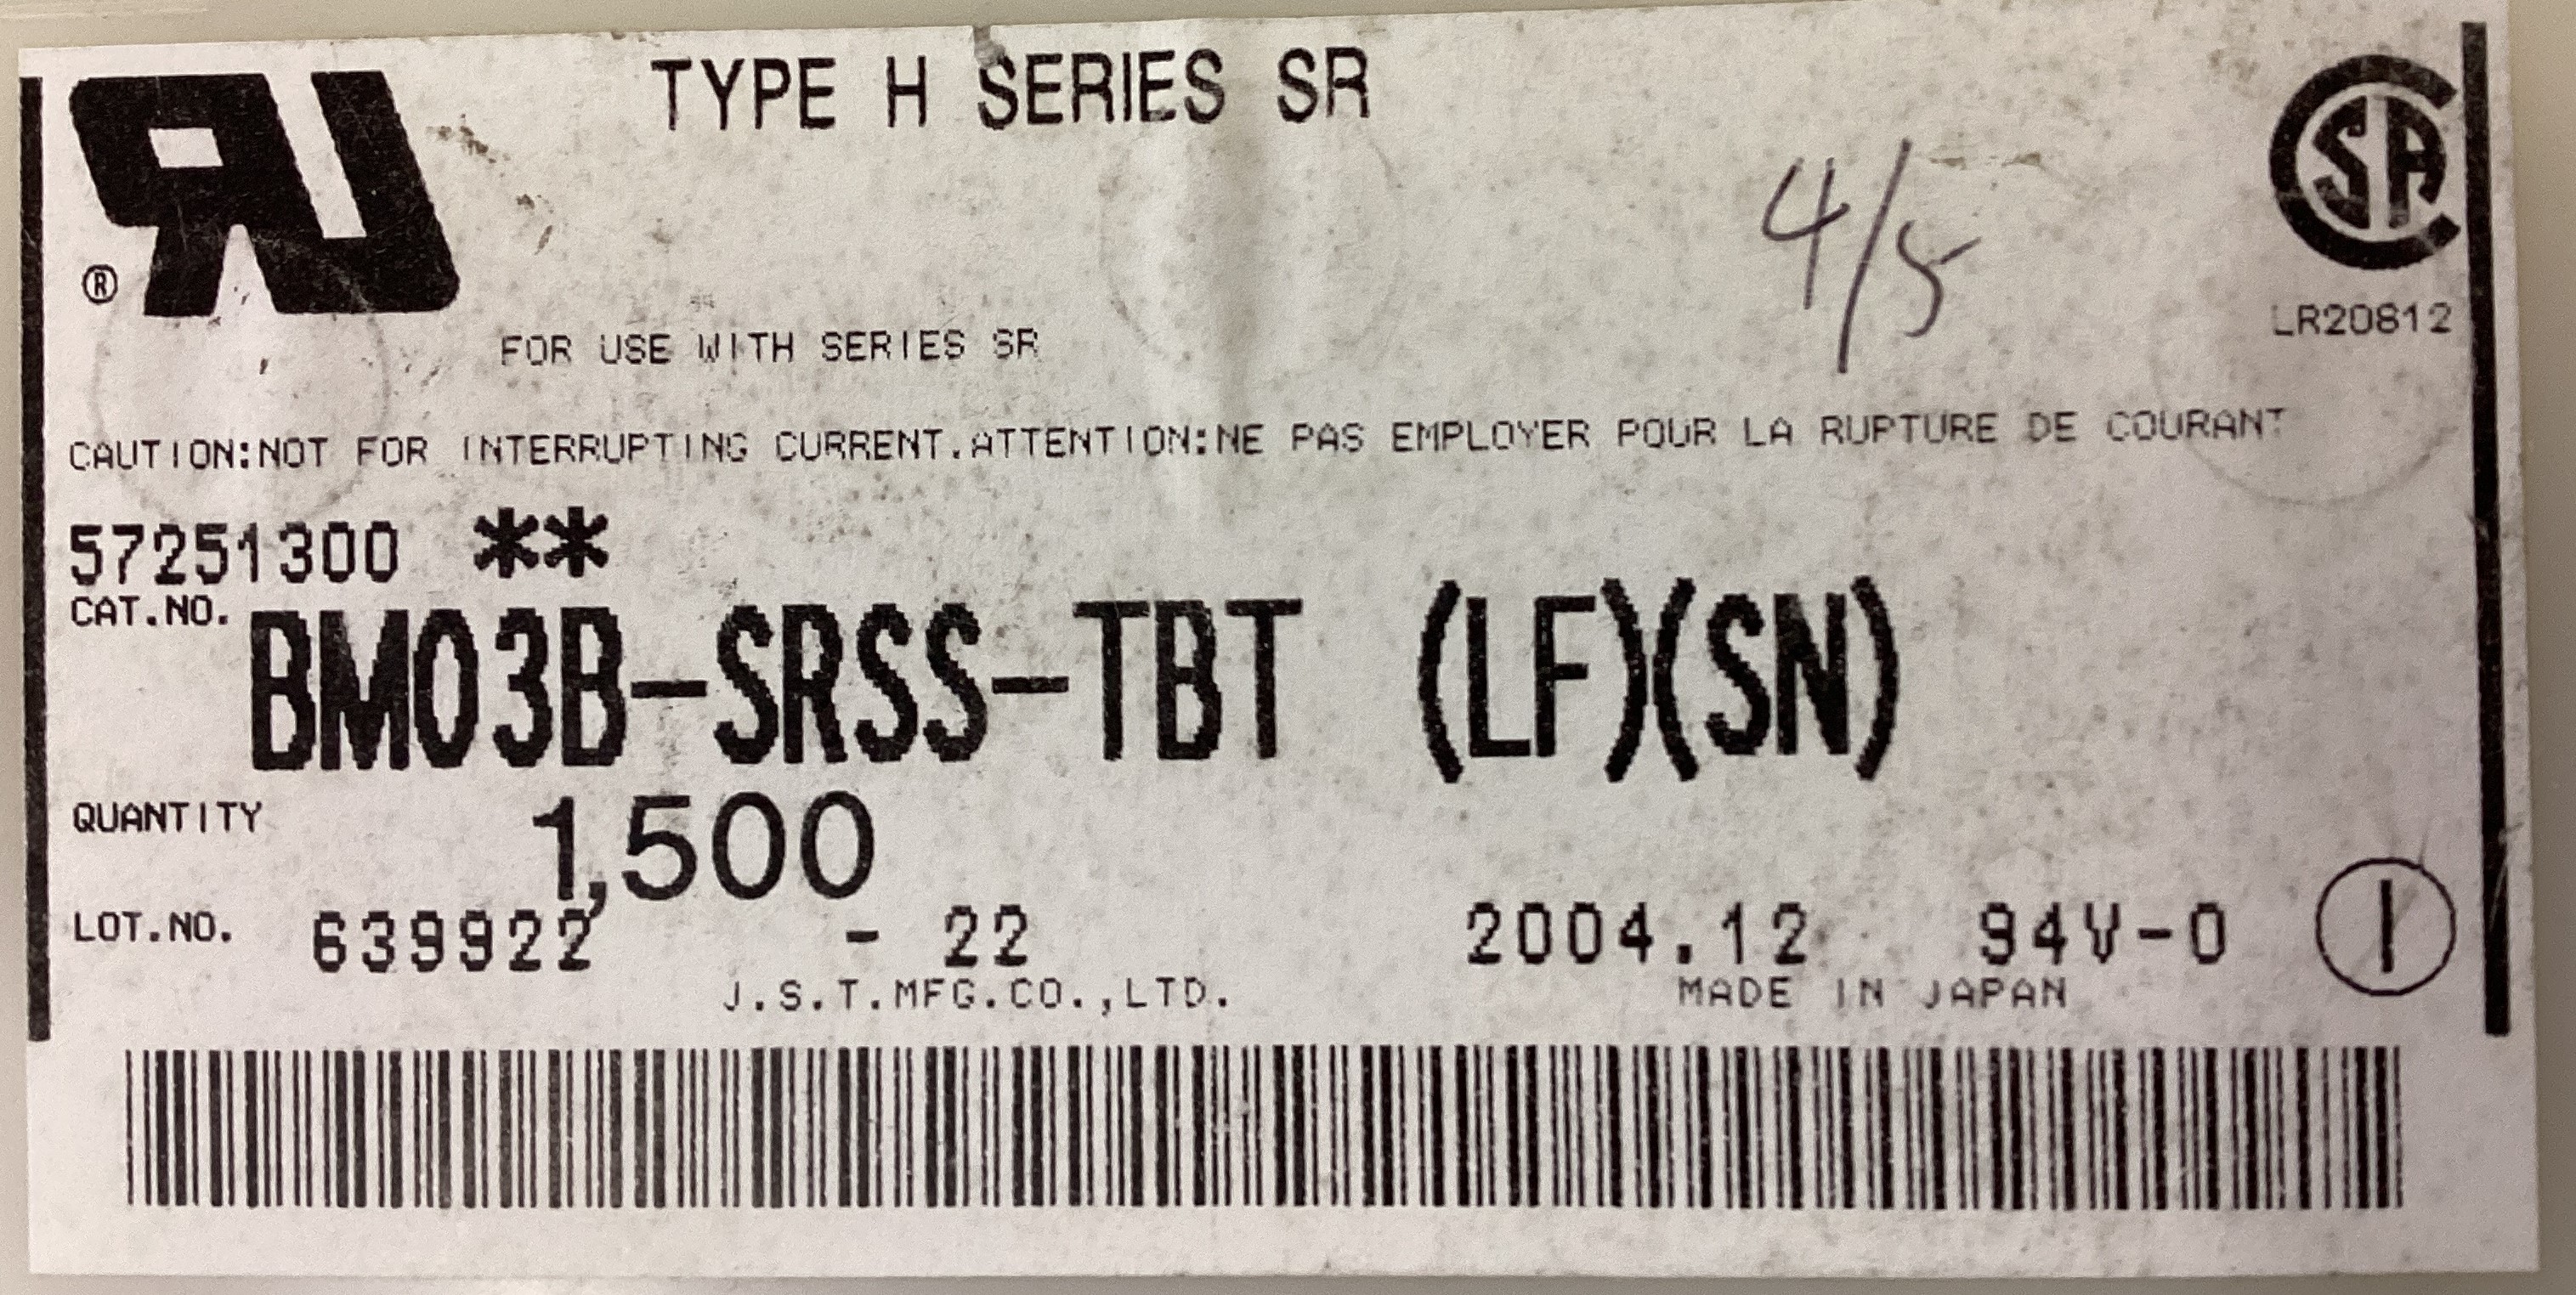 TYPE H SERIES SR
4/5
®
LR20812
FOR USE WITH SERIES SR
CAUTION:NOT FOR INTERRUPTING CURRENT.ATTENTION:NE PAS EMPLOYER POUR LA RUPTURE DE COURANT
57251300 **
CAT.NO. BM03B-SRSS-TBT (LF)(SN)
QUANTITY 1,500
LOT.NO. 639922 - 22 2004.12 94V-0 1
J.S.T.MFG.CO.,LTD. MADE IN JAPAN